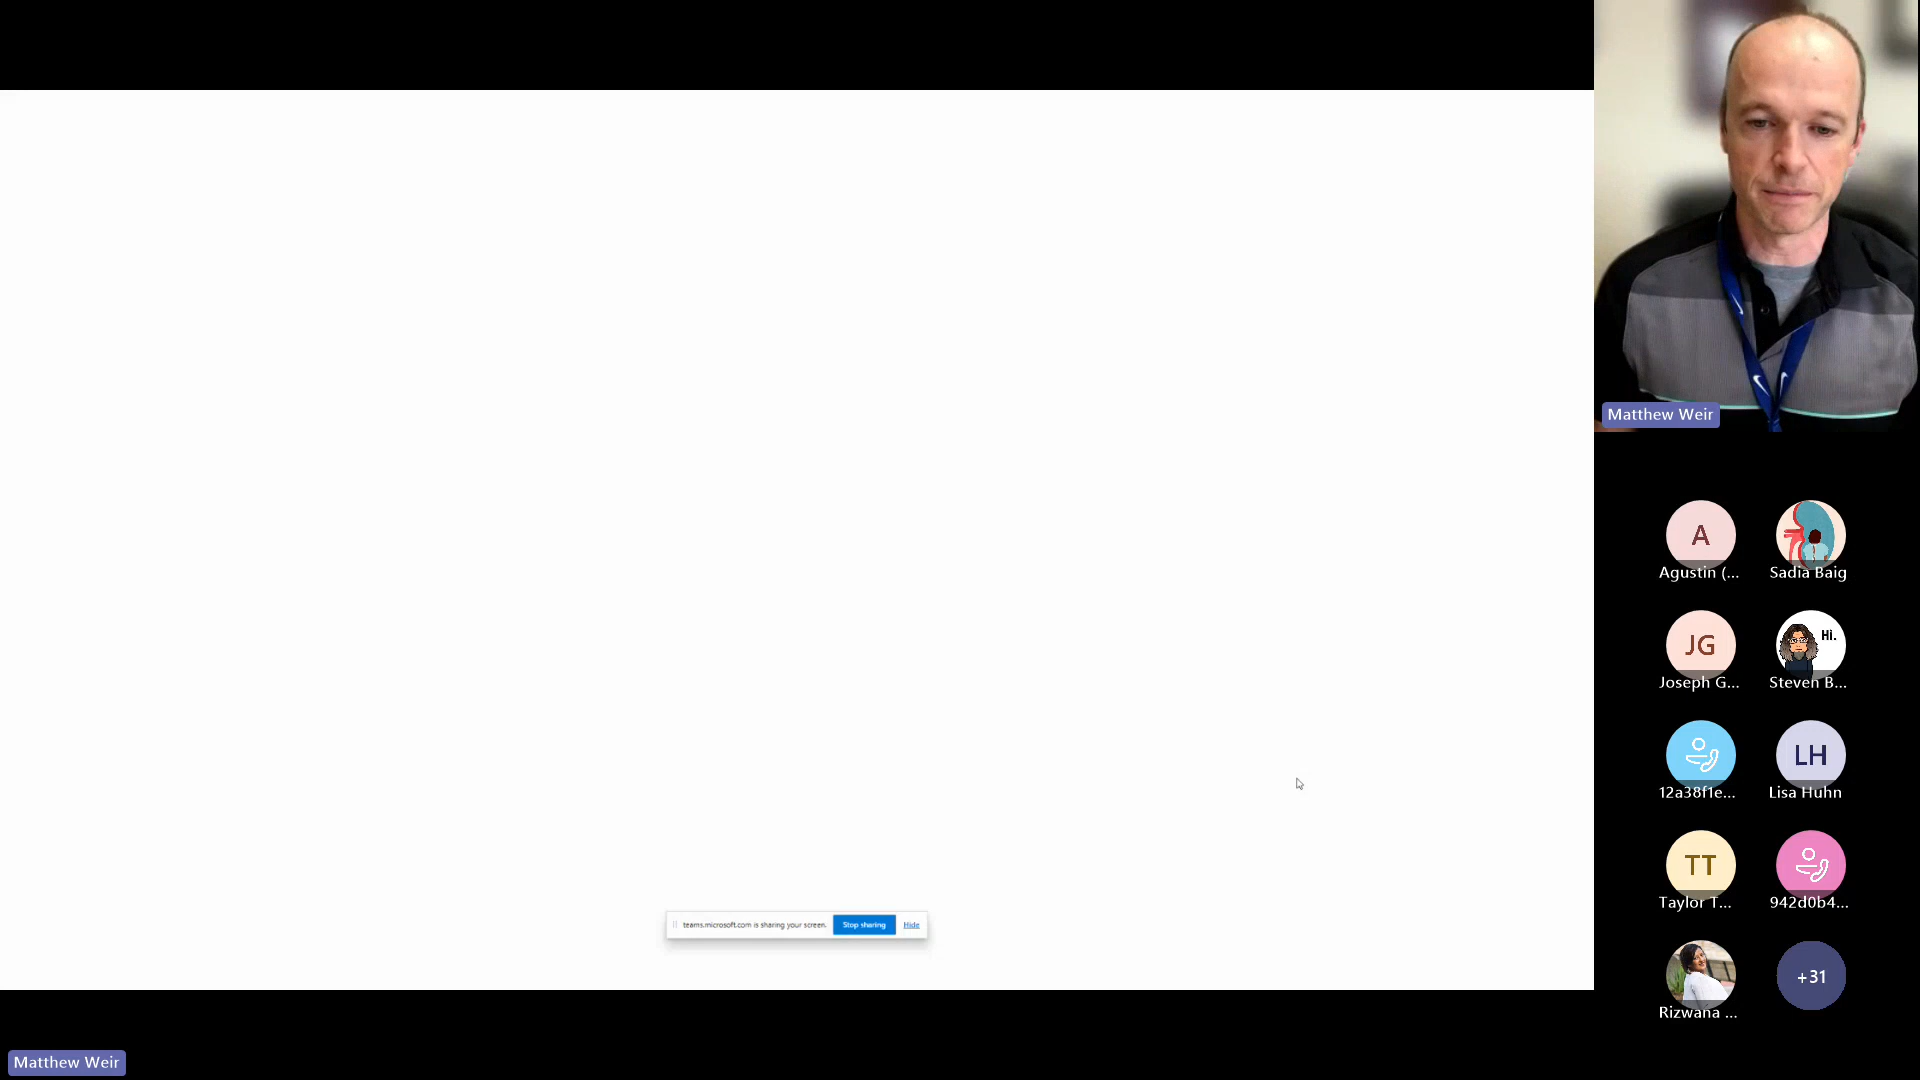 Matthew Weir
A
Agustin (...
Sadia Baig
JG
Joseph G...
Hi.
Steven B...
12a38f1e...
LH
Lisa Huhn
TT
Taylor T...
942d0b4...
Rizwana ...
+31
teams.microsoft.com is sharing your screen.
Stop sharing
Hide
Matthew Weir